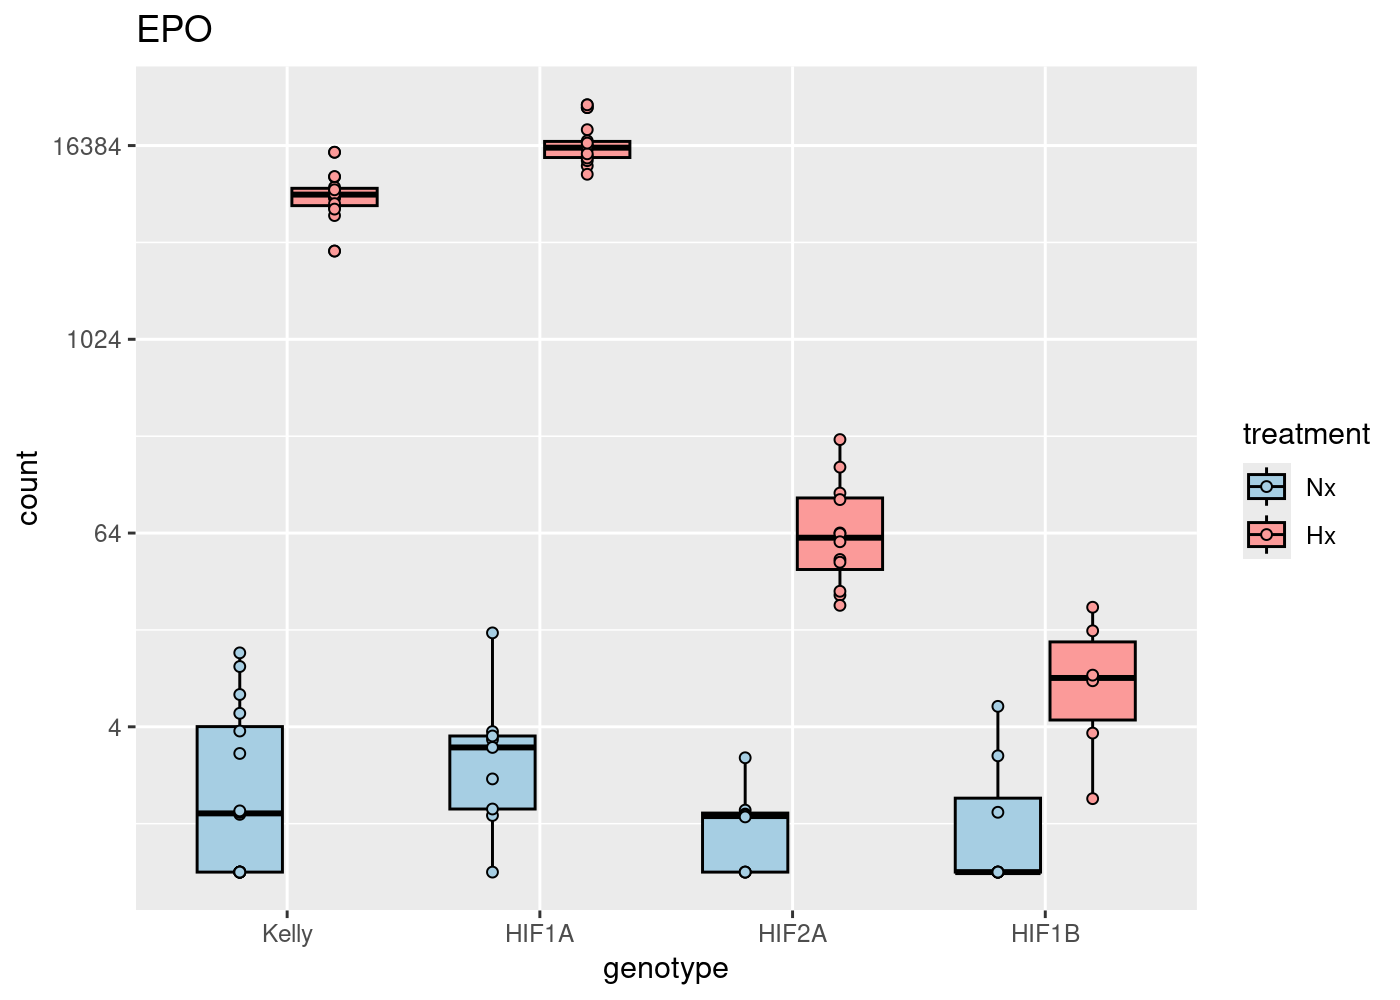 EPO
16384
1024
64
4
count
Kelly
HIF1A
HIF2A
HIF1B
genotype
treatment
Nx
Hx